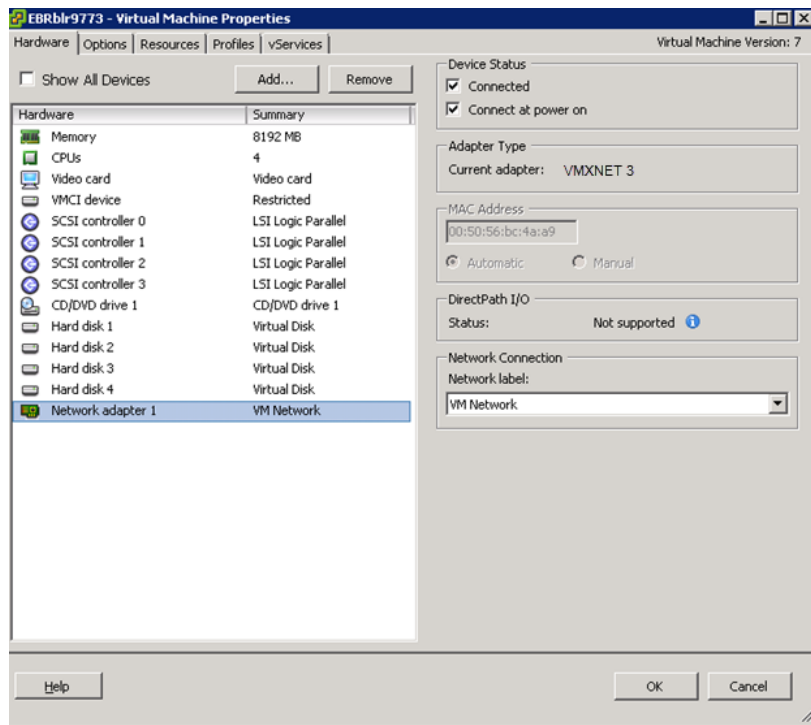 EBRblr9773 - Virtual Machine Properties
Hardware Options Resources Profiles vServices Virtual Machine Version: 7
Show All Devices Add... Remove
Hardware Summary
Memory 8192 MB
CPUs 4
Video card Video card
VMCI device Restricted
SCSI controller 0 LSI Logic Parallel
SCSI controller 1 LSI Logic Parallel
SCSI controller 2 LSI Logic Parallel
SCSI controller 3 LSI Logic Parallel
CD/DVD drive 1 CD/DVD drive 1
Hard disk 1 Virtual Disk
Hard disk 2 Virtual Disk
Hard disk 3 Virtual Disk
Hard disk 4 Virtual Disk
Network adapter 1 VM Network
Device Status
Connected
Connect at power on
Adapter Type
Current adapter: VMXNET 3
MAC Address
00:50:56:bc:4a:a9
Automatic Manual
DirectPath I/O
Status: Not supported
Network Connection
Network label:
VM Network
Help OK Cancel